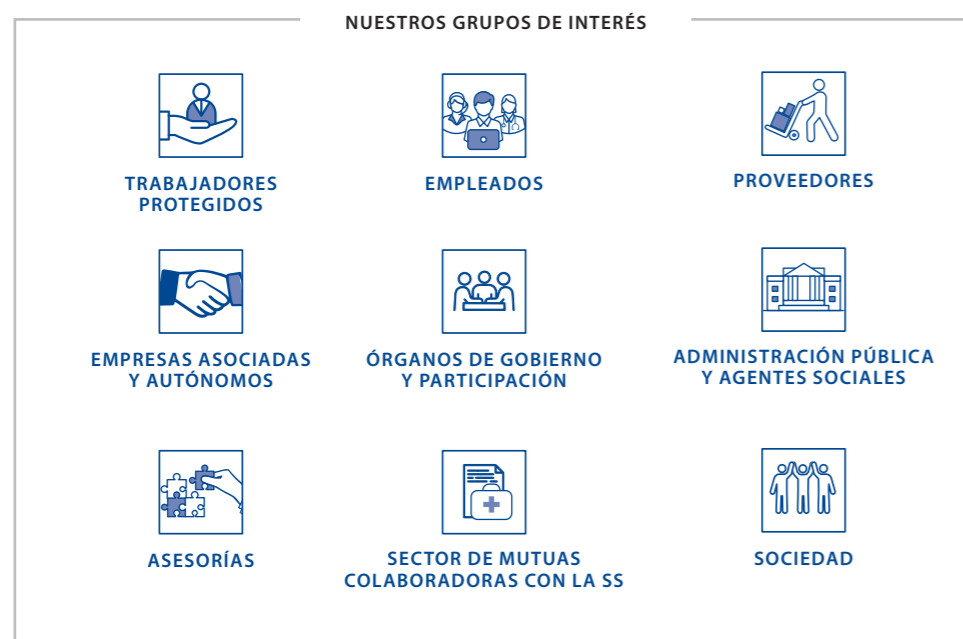 NUESTROS GRUPOS DE INTERÉS
TRABAJADORES
PROTEGIDOS
EMPLEADOS
PROVEEDORES
EMPRESAS ASOCIADAS
Y AUTÓNOMOS
ÓRGANOS DE GOBIERNO
Y PARTICIPACIÓN
ADMINISTRACIÓN PÚBLICA
Y AGENTES SOCIALES
ASESORÍAS
SECTOR DE MUTUAS
COLABORADORAS CON LA SS
SOCIEDAD